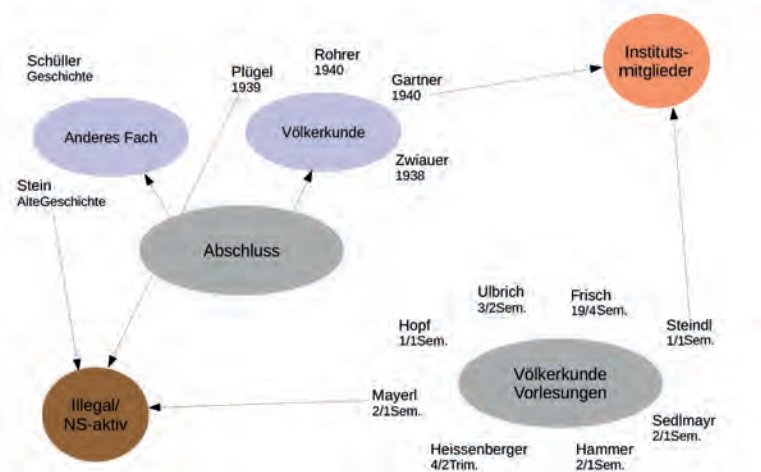 Schüller
Geschichte
Plügel
1939
Rohrer
1940
Gartner
1940
Instituts-
mitglieder
Anderes Fach
Völkerkunde
Zwiauer
1938
Stein
AlteGeschichte
Abschluss
Ulbrich
3/2Sem.
Frisch
19/4Sem.
Hopf
1/1Sem.
Steindl
1/1Sem.
Völkerkunde
Vorlesungen
Illegal/
NS-aktiv
Mayerl
2/1Sem.
Sedlmayr
2/1Sem.
Heissenberger
4/2Trim.
Hammer
2/1Sem.